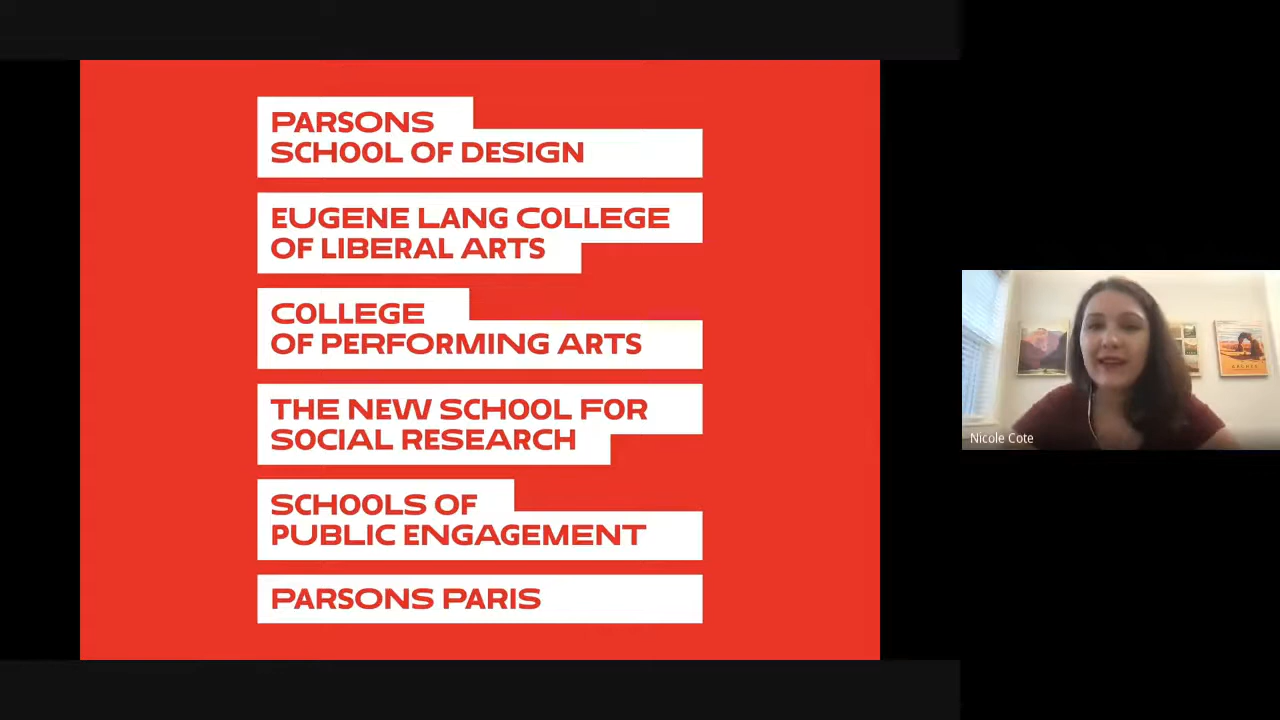 PARSONS
SCHOOL OF DESIGN
EUGENE LANG COLLEGE
OF LIBERAL ARTS
COLLEGE
OF PERFORMING ARTS
THE NEW SCHOOL FOR
SOCIAL RESEARCH
SCHOOLS OF
PUBLIC ENGAGEMENT
PARSONS PARIS
Nicole Cote